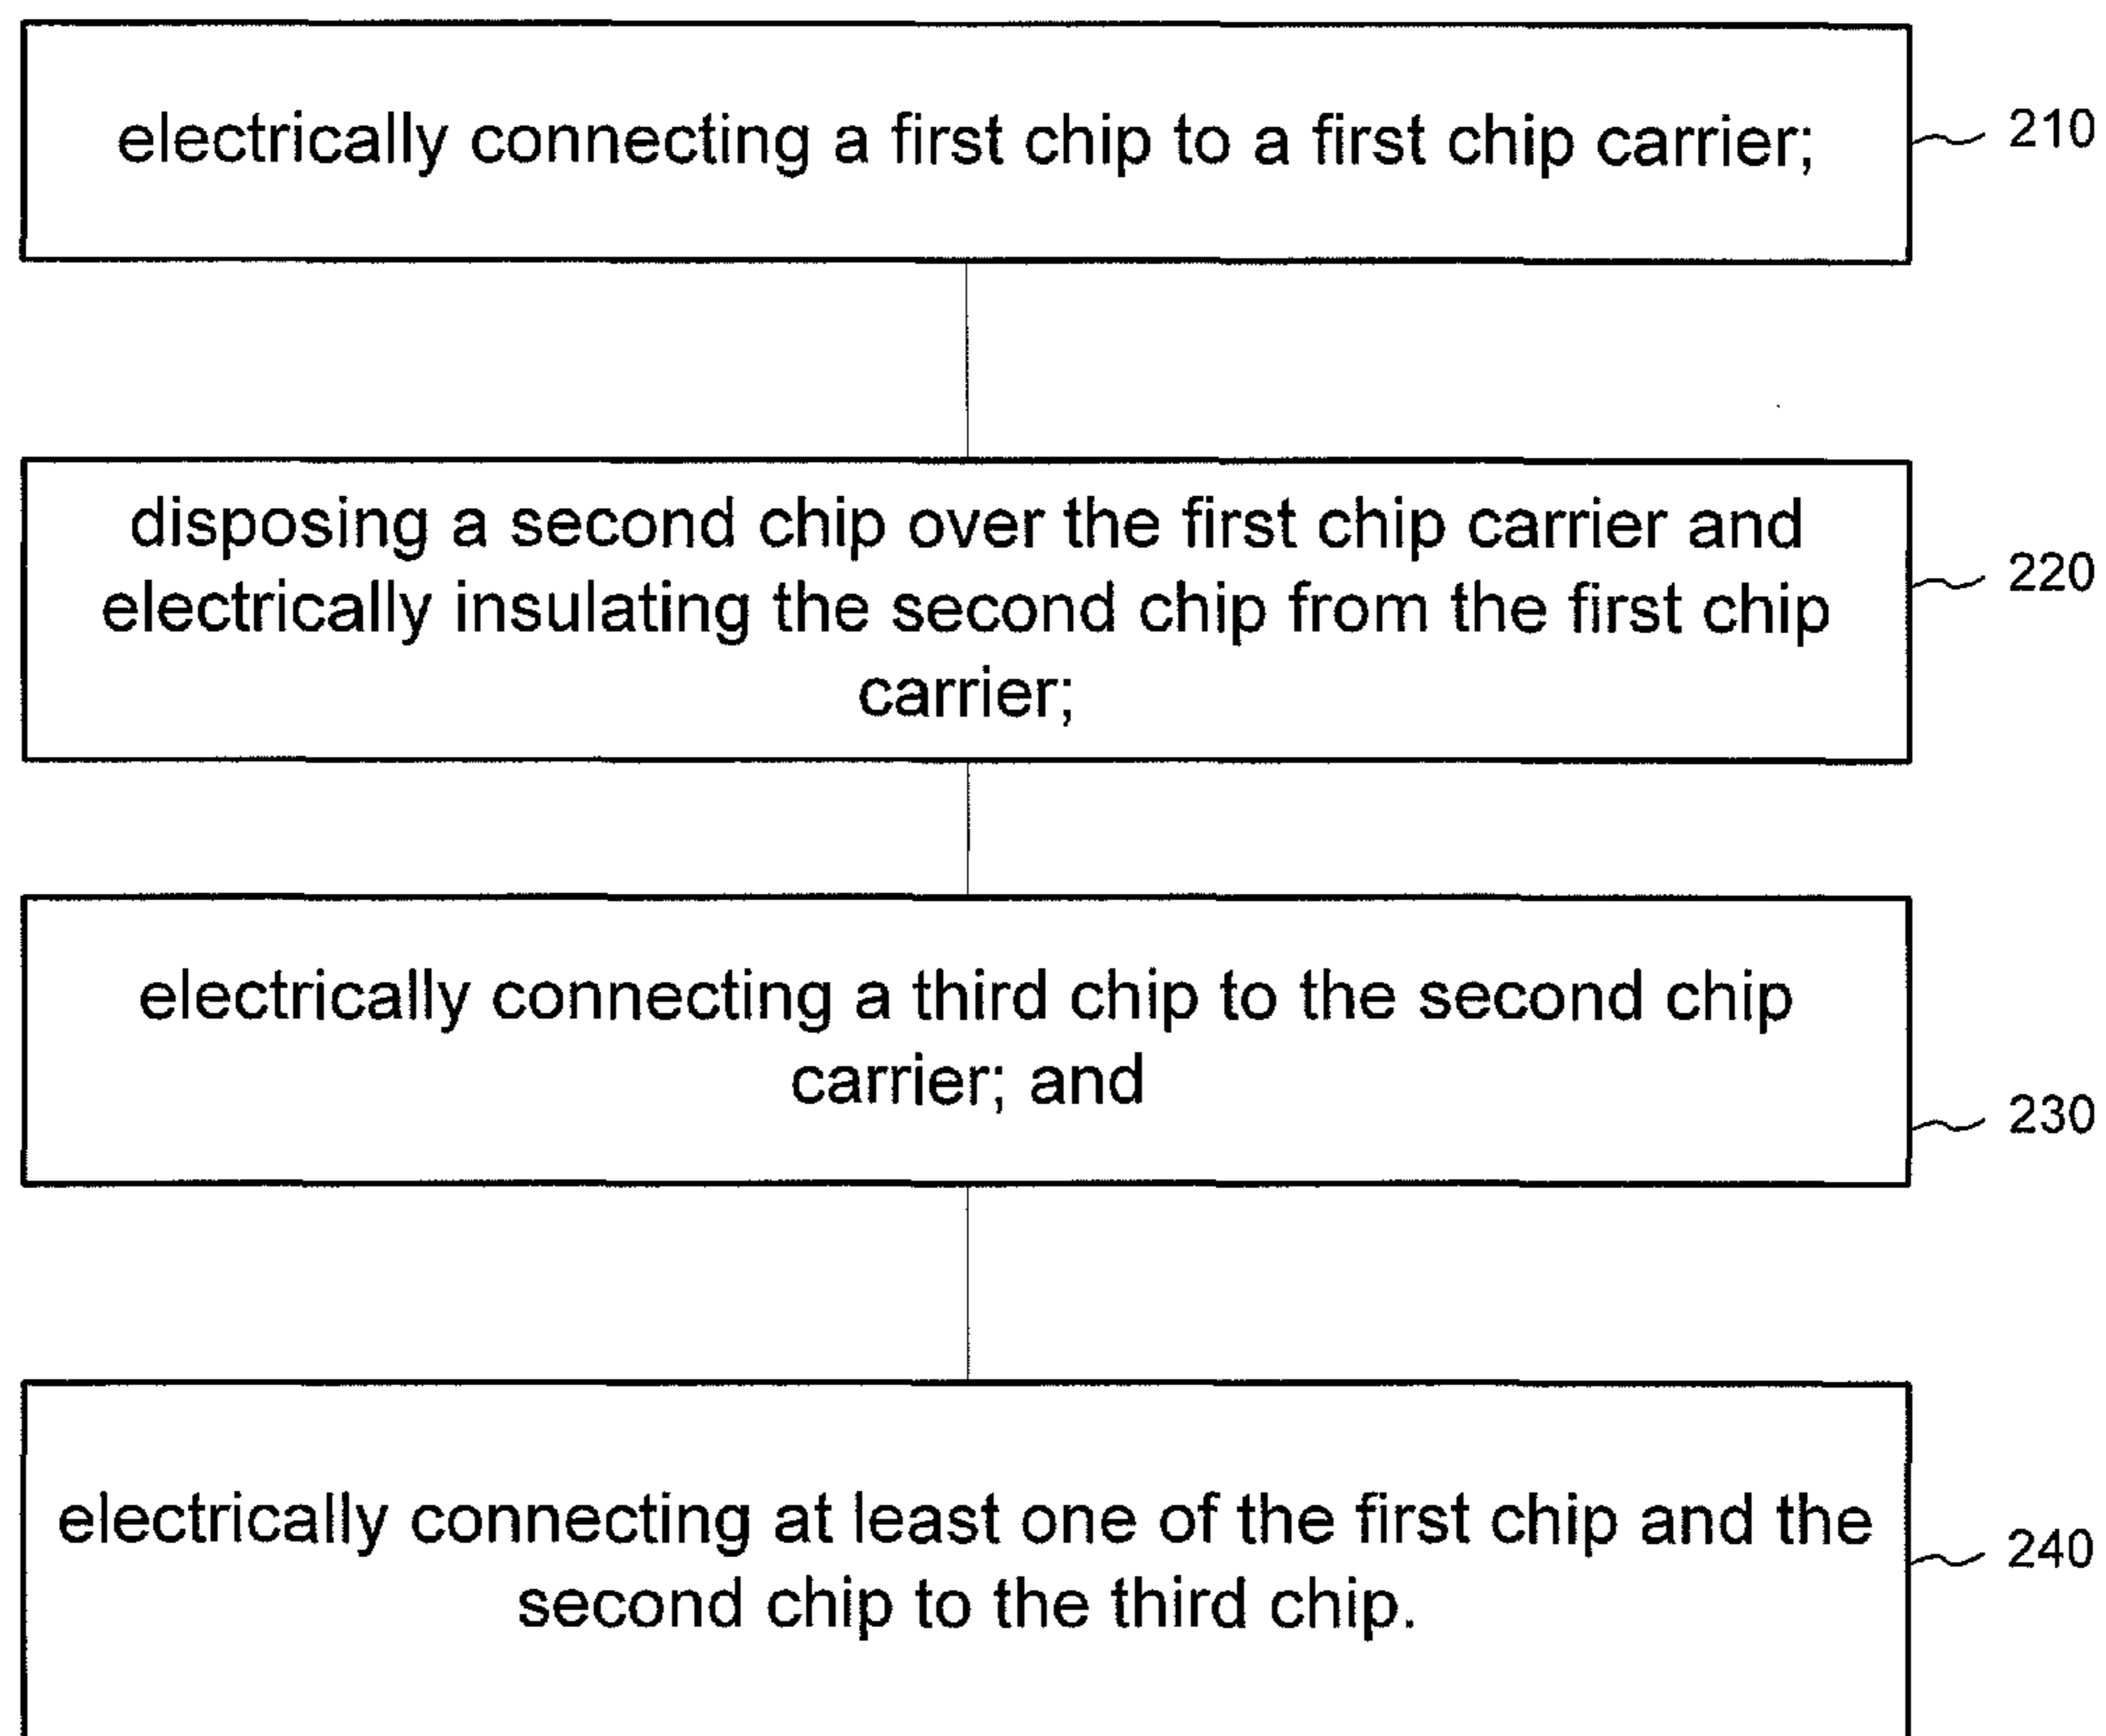 electrically connecting a first chip to a first chip carrier;
210
disposing a second chip over the first chip carrier and
electrically insulating the second chip from the first chip
carrier;
220
electrically connecting a third chip to the second chip
carrier; and
230
electrically connecting at least one of the first chip and the
second chip to the third chip.
240